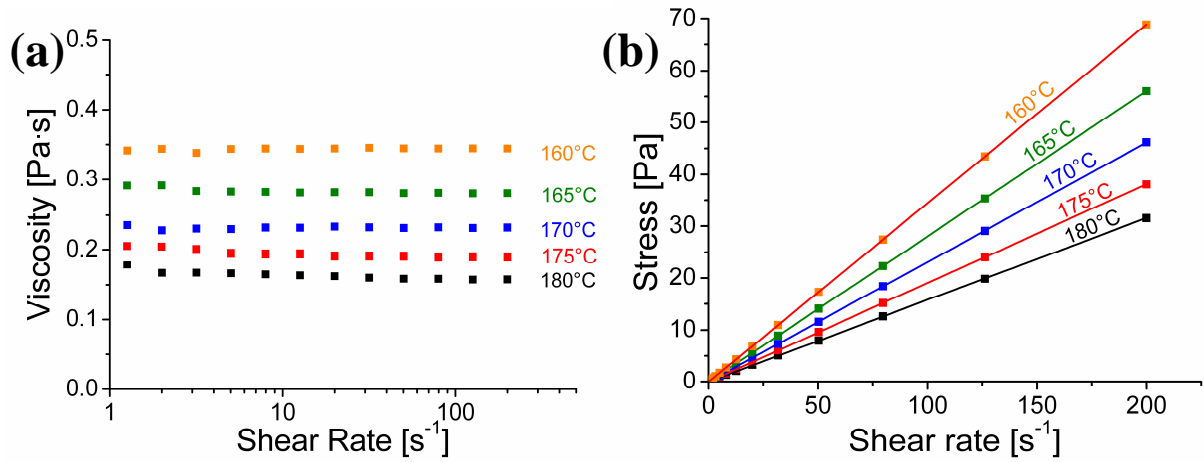 (a)
Viscosity [Pa·s]
0.5
0.4
0.3
0.2
0.1
0.0
160°C
165°C
170°C
175°C
180°C
1
10
100
Shear Rate [s⁻¹]
(b)
Stress [Pa]
70
60
50
40
30
20
10
0
160°C
165°C
170°C
175°C
180°C
0
50
100
150
200
Shear rate [s⁻¹]